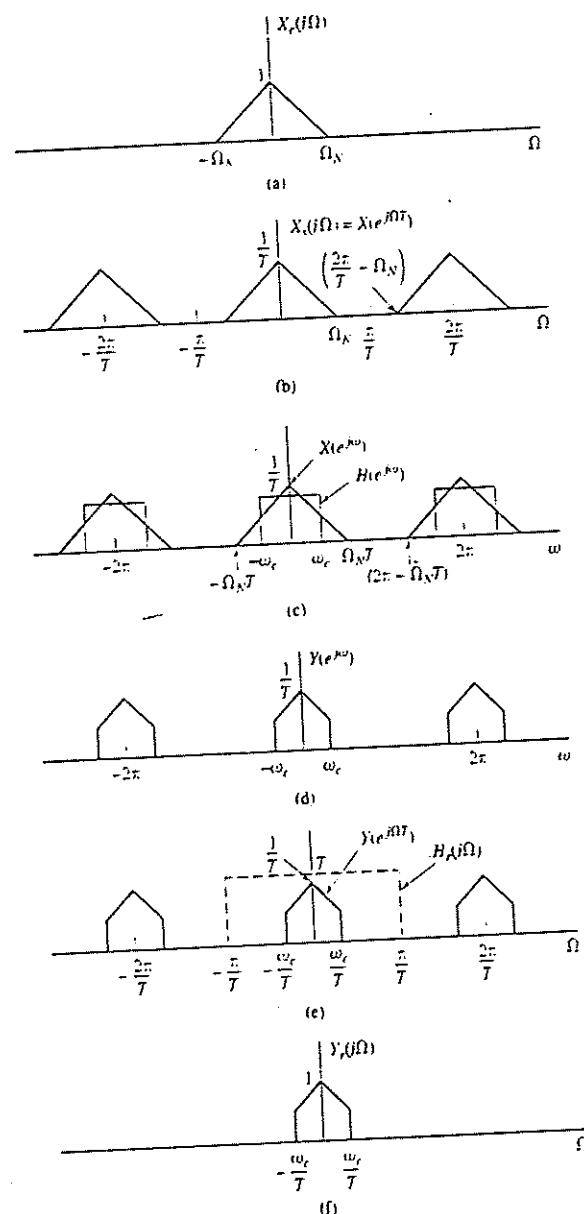 X_c(jΩ)
1
-Ω_N Ω_N Ω
(a)
1/T X_s(jΩ) = X(e^{jΩT})
(2π/T - Ω_N)
-2π/T -π/T Ω_N π/T 2π/T Ω
(b)
1/T X(e^{jω})
H(e^{jω})
-2π -ω_c ω_c Ω_N T 2π ω
-Ω_N T (2π - Ω_N T)
(c)
1/T Y(e^{jω})
-2π -ω_c ω_c 2π ω
(d)
1/T T Y(e^{jΩT}) H_r(jΩ)
-2π/T -π/T -ω_c/T ω_c/T π/T 2π/T Ω
(e)
Y_r(jΩ)
1
-ω_c/T ω_c/T Ω
(f)